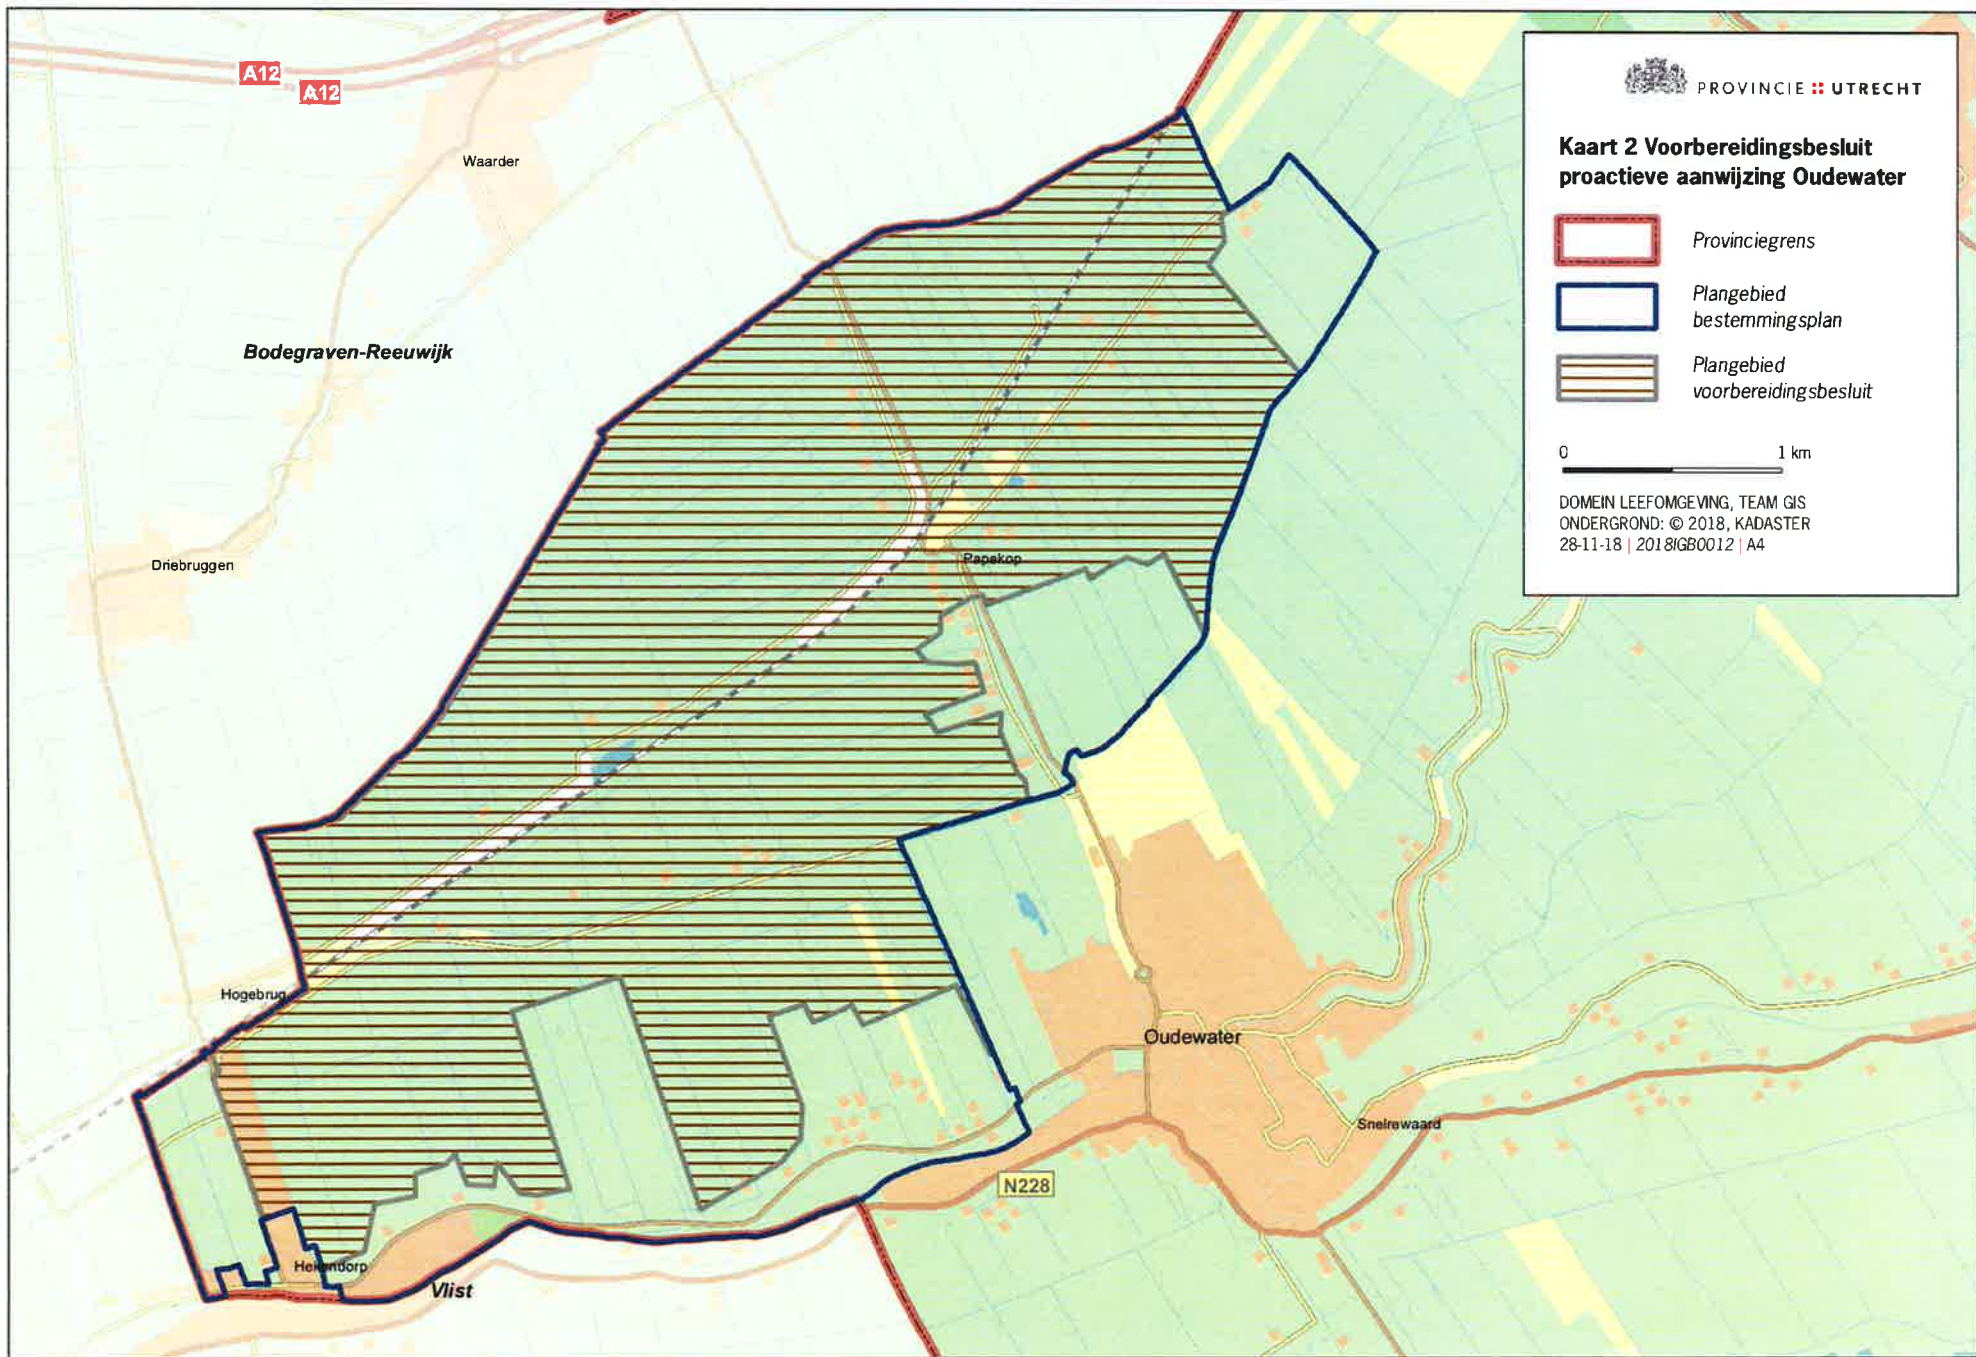 A12
A12
Waarder
Bodegraven-Reeuwijk
Driebruggen
Papekop
Hogebrug
Oudewater
Snelrewaard
N228
Hekendorp
Vlist
PROVINCIE :: UTRECHT
Kaart 2 Voorbereidingsbesluit
proactieve aanwijzing Oudewater
Provinciegrens
Plangebied
bestemmingsplan
Plangebied
voorbereidingsbesluit
0 1 km
DOMEIN LEEFOMGEVING, TEAM GIS
ONDERGROND: © 2018, KADASTER
28-11-18 | 2018IGB0012 | A4